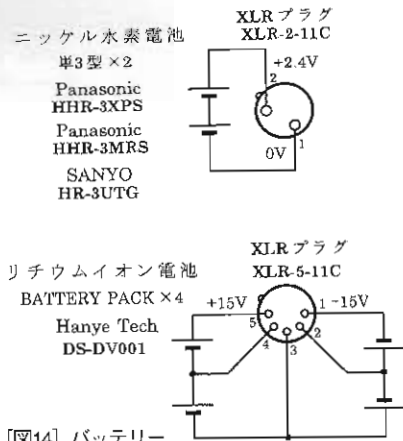 ニッケル水素電池
単3型×2
Panasonic
HHR-3XPS
Panasonic
HHR-3MRS
SANYO
HR-3UTG
XLRプラグ
XLR-2-11C
+2.4V
2
1
0V
リチウムイオン電池
BATTERY PACK×4
Hanye Tech
DS-DV001
XLRプラグ
XLR-5-11C
+15V
1 -15V
5
4
3
2
[図14] バッテリー